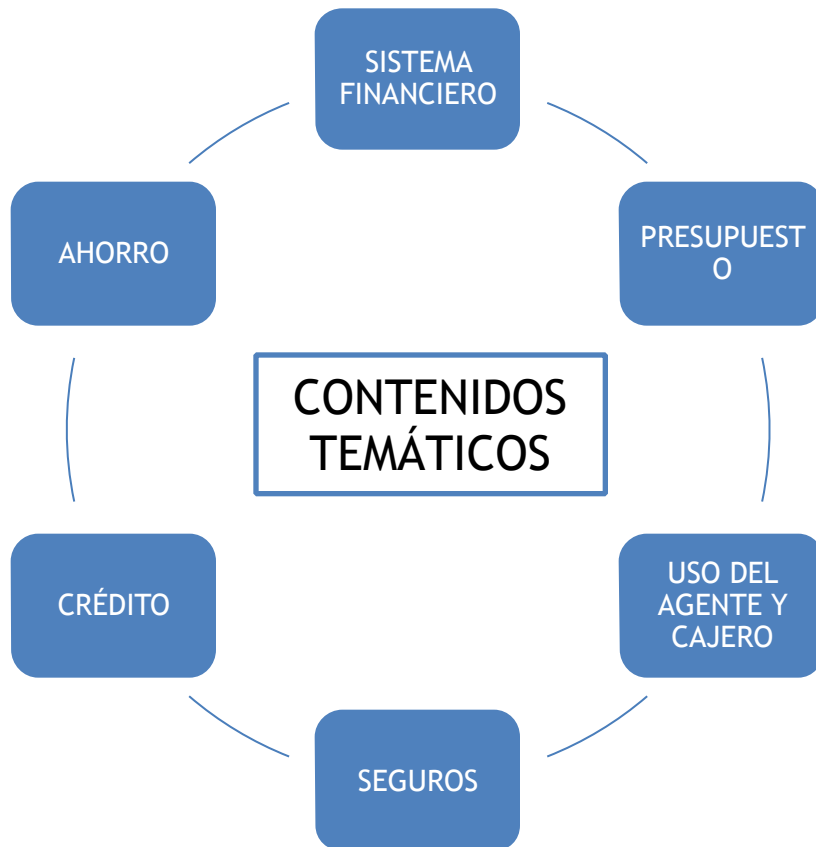 SISTEMA
FINANCIERO
PRESUPUEST
O
USO DEL
AGENTE Y
CAJERO
SEGUROS
CRÉDITO
AHORRO
CONTENIDOS
TEMÁTICOS